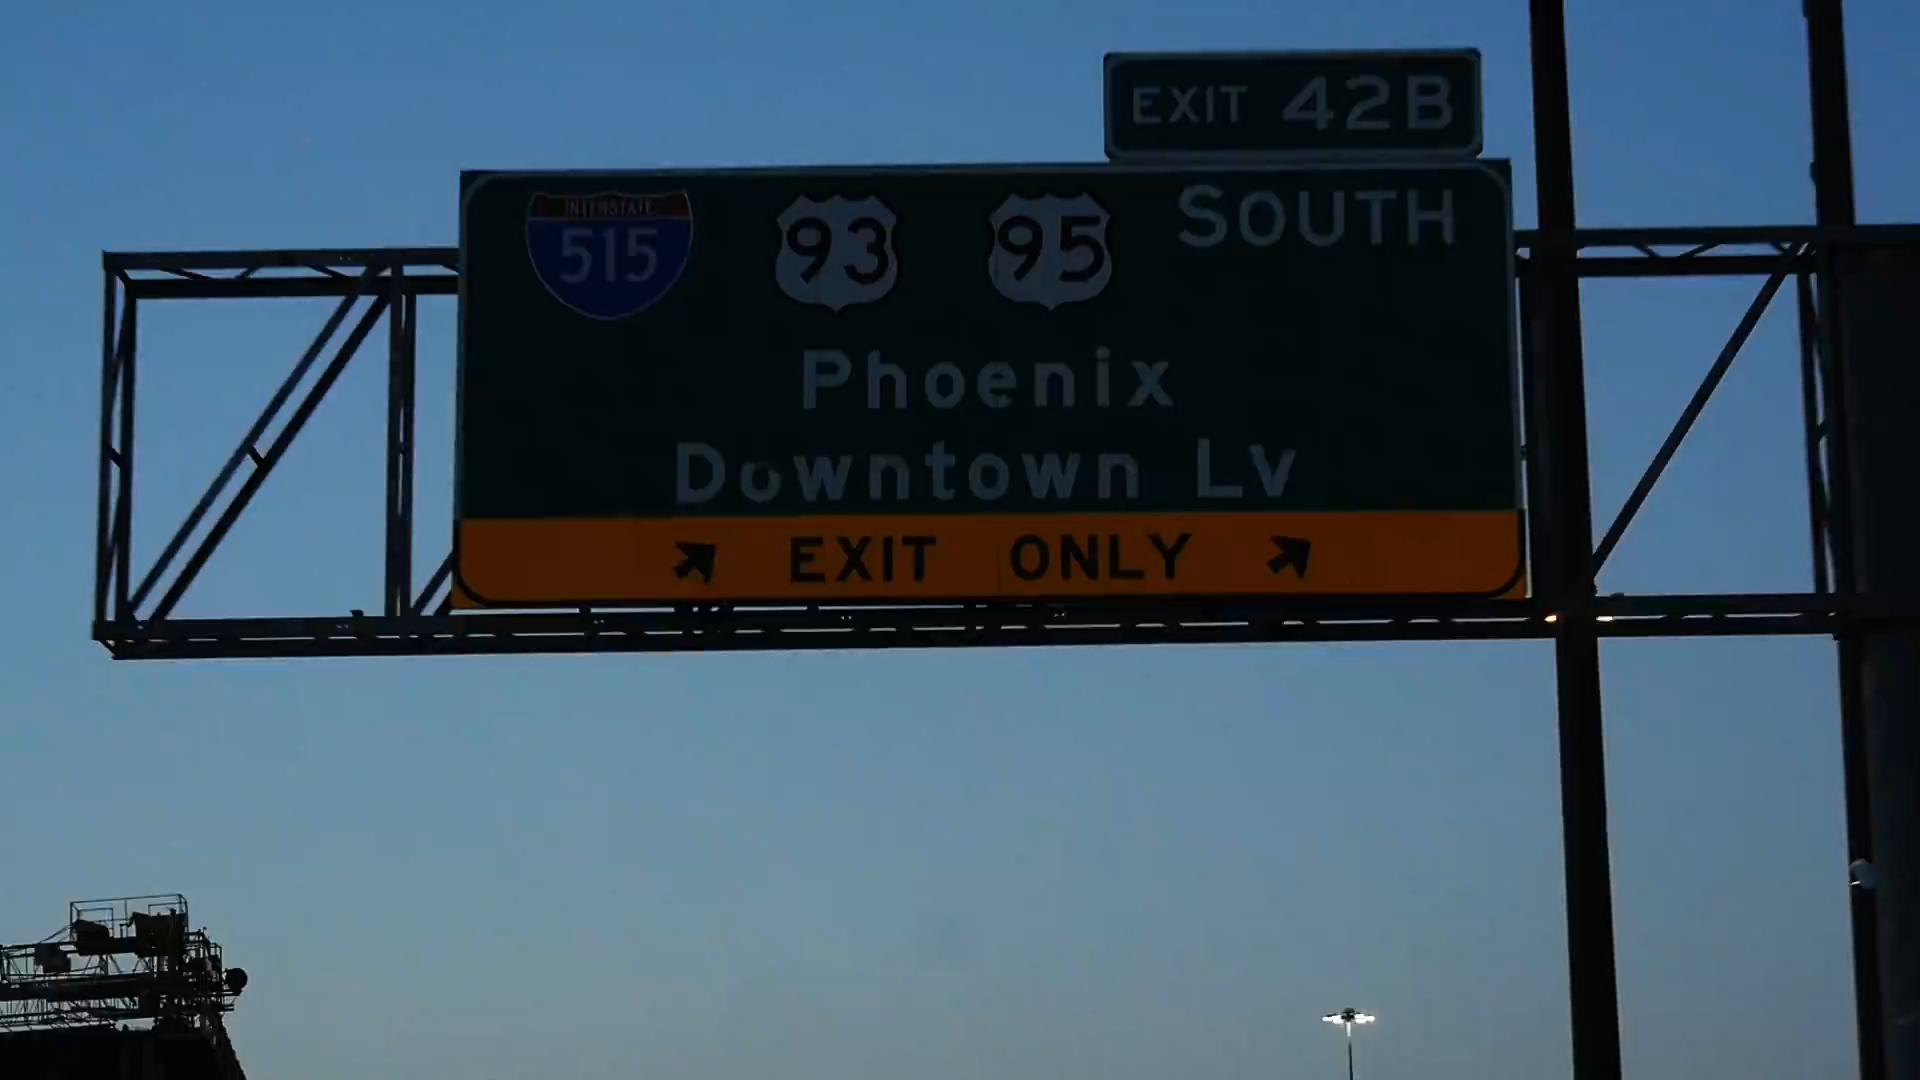 EXIT 42B
INTERSTATE
515 93 95 SOUTH
Phoenix
Downtown LV
EXIT ONLY